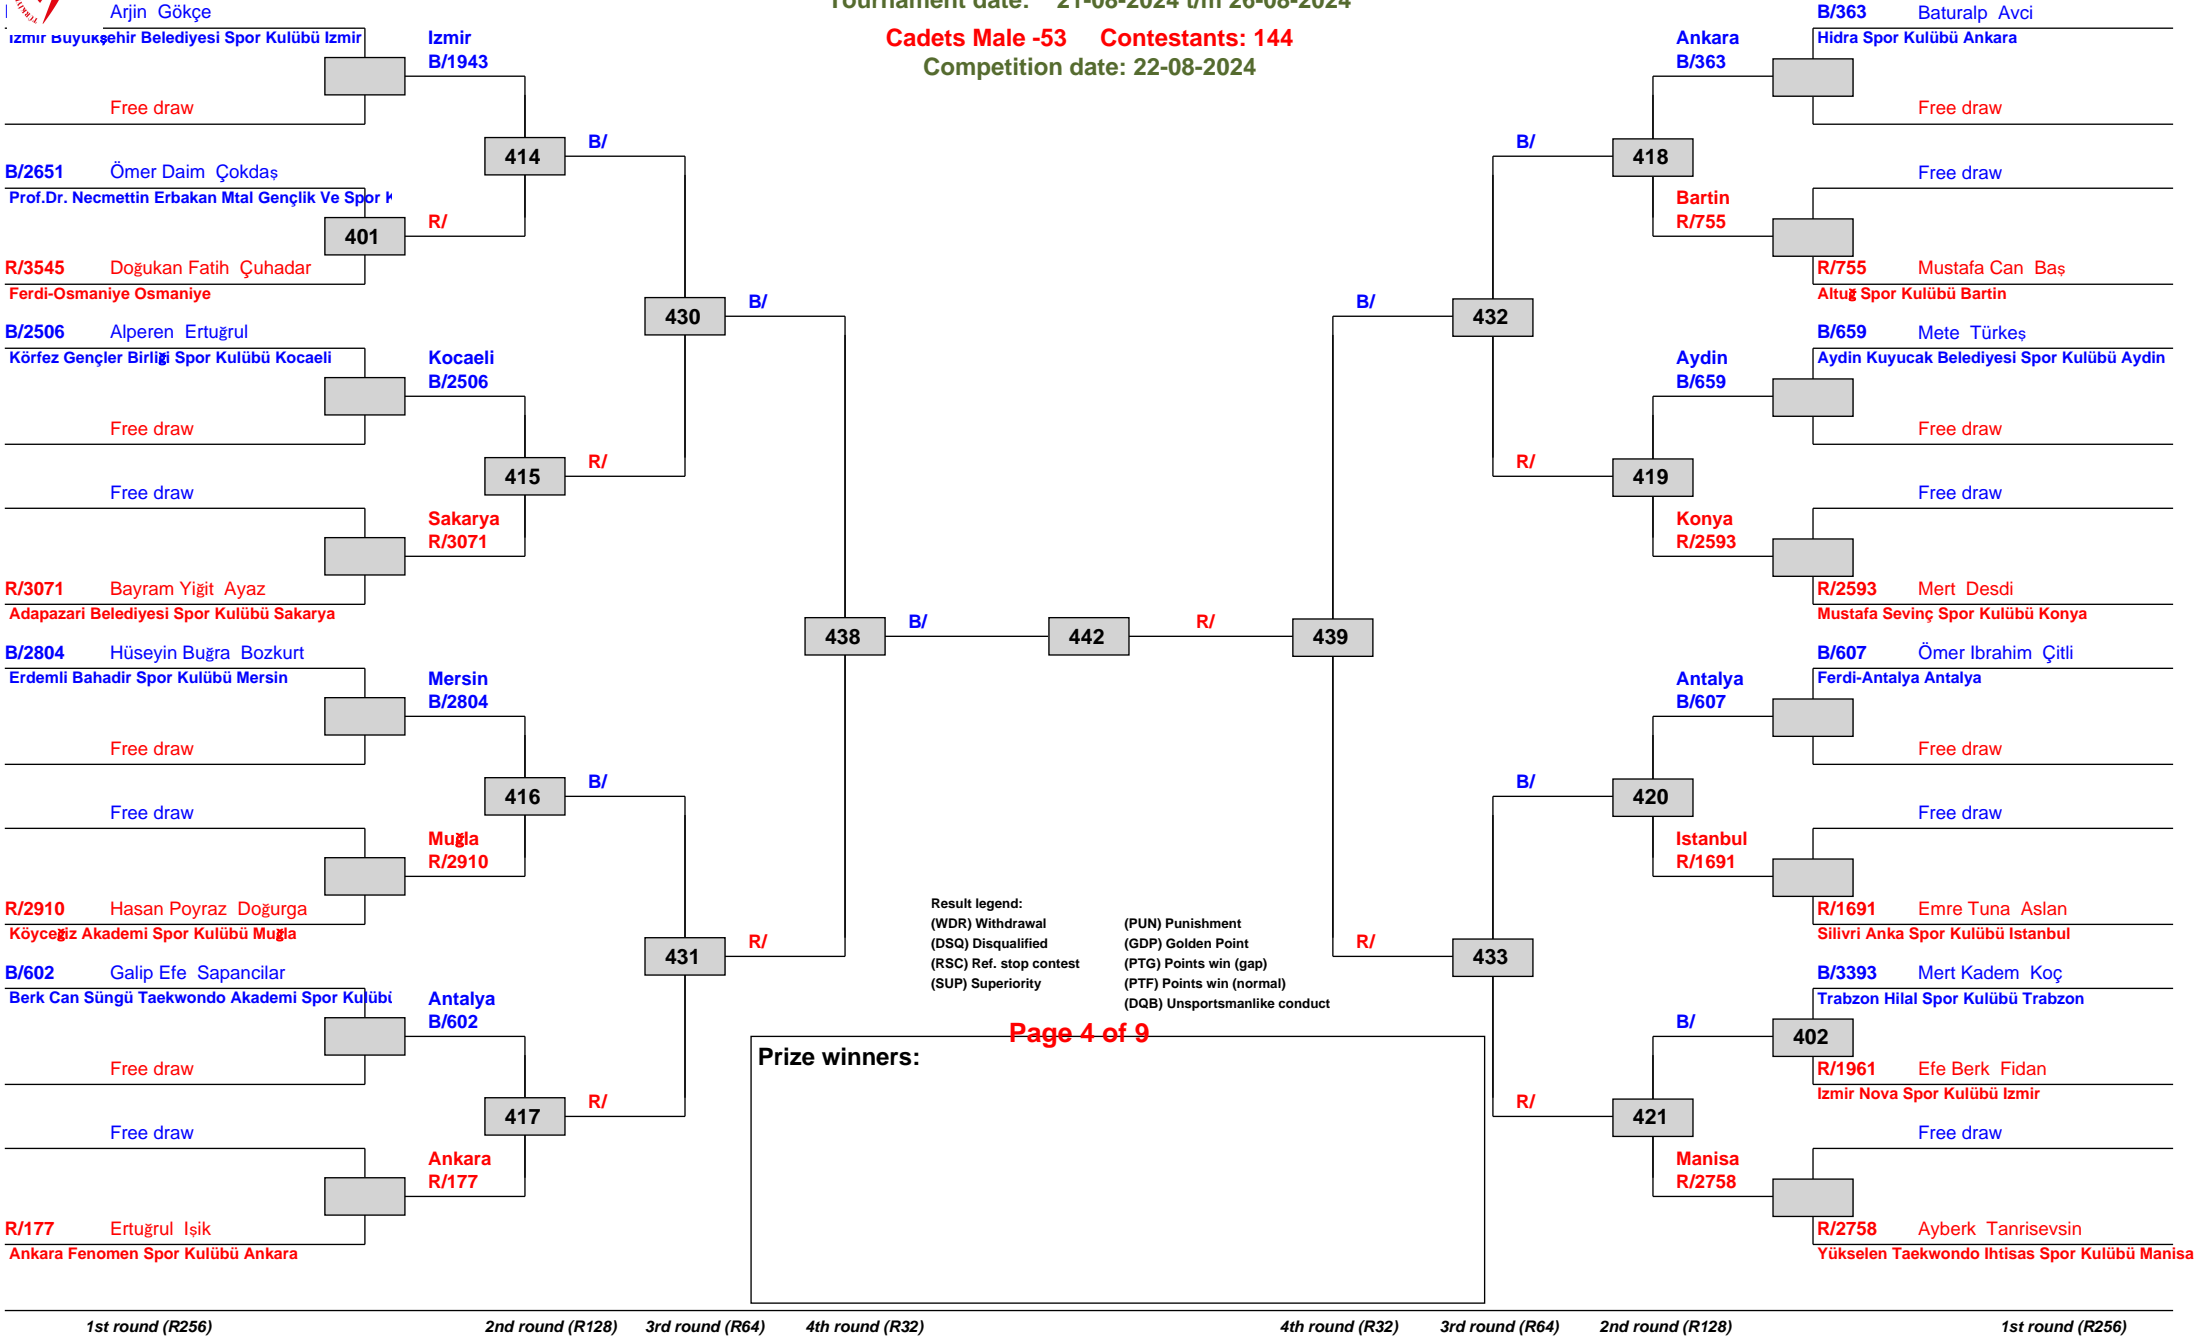 Tournament date: 21-08-2024 t/m 26-08-2024
Cadets Male -53 Contestants: 144
Competition date: 22-08-2024
Arjin Gökçe
Izmir Büyükşehir Belediyesi Spor Kulübü Izmir
Free draw
B/2651 Ömer Daim Çokdaş
Prof.Dr. Necmettin Erbakan Mtal Gençlik Ve Spor
401
R/3545 Doğukan Fatih Çuhadar
Ferdi-Osmaniye Osmaniye
B/2506 Alperen Ertuğrul
Körfez Gençler Birliği Spor Kulübü Kocaeli
Free draw
Free draw
R/3071 Bayram Yiğit Ayaz
Adapazari Belediyesi Spor Kulübü Sakarya
B/2804 Hüseyin Buğra Bozkurt
Erdemli Bahadir Spor Kulübü Mersin
Free draw
Free draw
R/2910 Hasan Poyraz Doğurga
Köyceğiz Akademi Spor Kulübü Muğla
B/602 Galip Efe Sapancilar
Berk Can Süngü Taekwondo Akademi Spor Kulübü
Free draw
Free draw
R/177 Ertuğrul Işik
Ankara Fenomen Spor Kulübü Ankara
Izmir
B/1943
414
R/
Kocaeli
B/2506
415
Sakarya
R/3071
Mersin
B/2804
416
Muğla
R/2910
Antalya
B/602
417
Ankara
R/177
B/
430
R/
B/
431
R/
B/
438
R/
B/
442
R/
B/
439
R/
B/
432
R/
B/
433
R/
Ankara
B/363
418
Bartin
R/755
Aydin
B/659
419
Konya
R/2593
Antalya
B/607
420
Istanbul
R/1691
B/
421
Manisa
R/2758
B/363 Baturalp Avci
Hidra Spor Kulübü Ankara
Free draw
Free draw
R/755 Mustafa Can Baş
Altuğ Spor Kulübü Bartin
B/659 Mete Türkeş
Aydin Kuyucak Belediyesi Spor Kulübü Aydin
Free draw
Free draw
R/2593 Mert Desdi
Mustafa Sevinç Spor Kulübü Konya
B/607 Ömer Ibrahim Çitli
Ferdi-Antalya Antalya
Free draw
Free draw
R/1691 Emre Tuna Aslan
Silivri Anka Spor Kulübü Istanbul
B/3393 Mert Kadem Koç
Trabzon Hilal Spor Kulübü Trabzon
402
R/1961 Efe Berk Fidan
Izmir Nova Spor Kulübü Izmir
Free draw
R/2758 Ayberk Tanrisevsin
Yükselen Taekwondo Ihtisas Spor Kulübü Manisa
Result legend:
(WDR) Withdrawal (PUN) Punishment
(DSQ) Disqualified (GDP) Golden Point
(RSC) Ref. stop contest (PTG) Points win (gap)
(SUP) Superiority (PTF) Points win (normal)
(DQB) Unsportsmanlike conduct
Page 4 of 9
Prize winners:
1st round (R256) 2nd round (R128) 3rd round (R64) 4th round (R32) 4th round (R32) 3rd round (R64) 2nd round (R128) 1st round (R256)